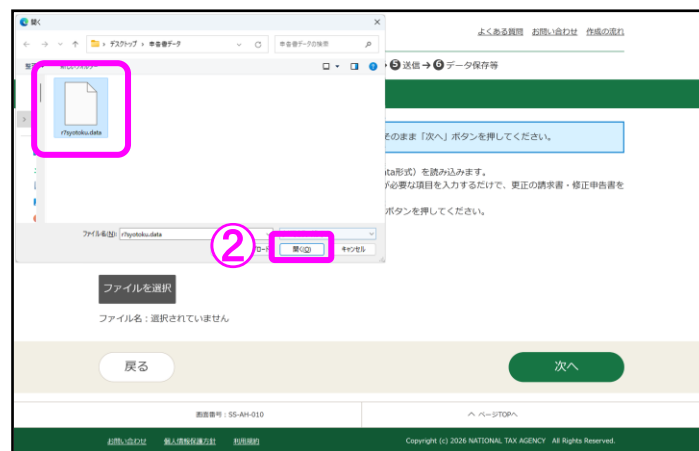 開く
デスクトップ › 申告書データ
申告書データの検索
よくある質問 お問い合わせ 作成の流れ
❺ 送信 → ❻ データ保存等
r7syotoku.data
そのまま「次へ」ボタンを押してください。
ata形式）を読み込みます。
が必要な項目を入力するだけで、更正の請求書・修正申告書を
ボタンを押してください。
ファイル名(N): r7syotoku.data
②
開く(O)
キャンセル
ファイルを選択
ファイル名：選択されていません
戻る
次へ
画面番号：SS-AH-010
ページTOPへ
お問い合わせ 個人情報保護方針 利用規約
Copyright (c) 2026 NATIONAL TAX AGENCY All Rights Reserved.